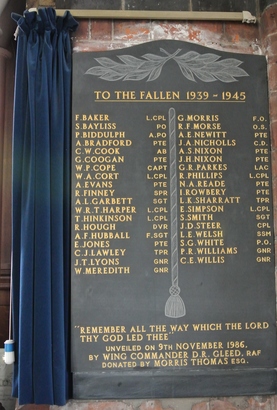 TO THE FALLEN 1939 - 1945
F. BAKER L.CPL
S. BAYLISS PO
P. BIDDULPH A.PO
A. BRADFORD PTE
C.W. COOK AB
G. COOGAN PTE
W.P. COPE CAPT
W.A. CORT L.CPL
A. EVANS PTE
R. FINNEY SPR
A.L. GARBETT SGT
W.R.T. HARPER L.CPL
T. HINKINSON L.CPL
R. HOUGH DVR
A.F. HUBBALL F.SGT
E. JONES PTE
C.J. LAWLEY TPR
J.T. LYONS GNR
W. MEREDITH GNR
G. MORRIS F.O.
R.F. MORSE O.S.
A.E. NEWITT PTE
J.A. NICHOLLS C.D.
A.S. NIXON PTE
J.H. NIXON PTE
G.R. PARKES LAC
R. PHILLIPS L.CPL
N.A. READE PTE
J. ROWBERY PTE
L.K. SHARRATT TPR
E. SIMPSON L.CPL
S. SMITH SGT
J.D. STEER CPL
L.E. WELSH SSM
S.G. WHITE P.O.
P.R. WILLIAMS GNR
C.E. WILLIS GNR
"REMEMBER ALL THE WAY WHICH THE LORD
THY GOD LED THEE"
UNVEILED ON 9TH NOVEMBER 1986,
BY WING COMMANDER D.R. GLEED, RAF
DONATED BY MORRIS THOMAS ESQ.